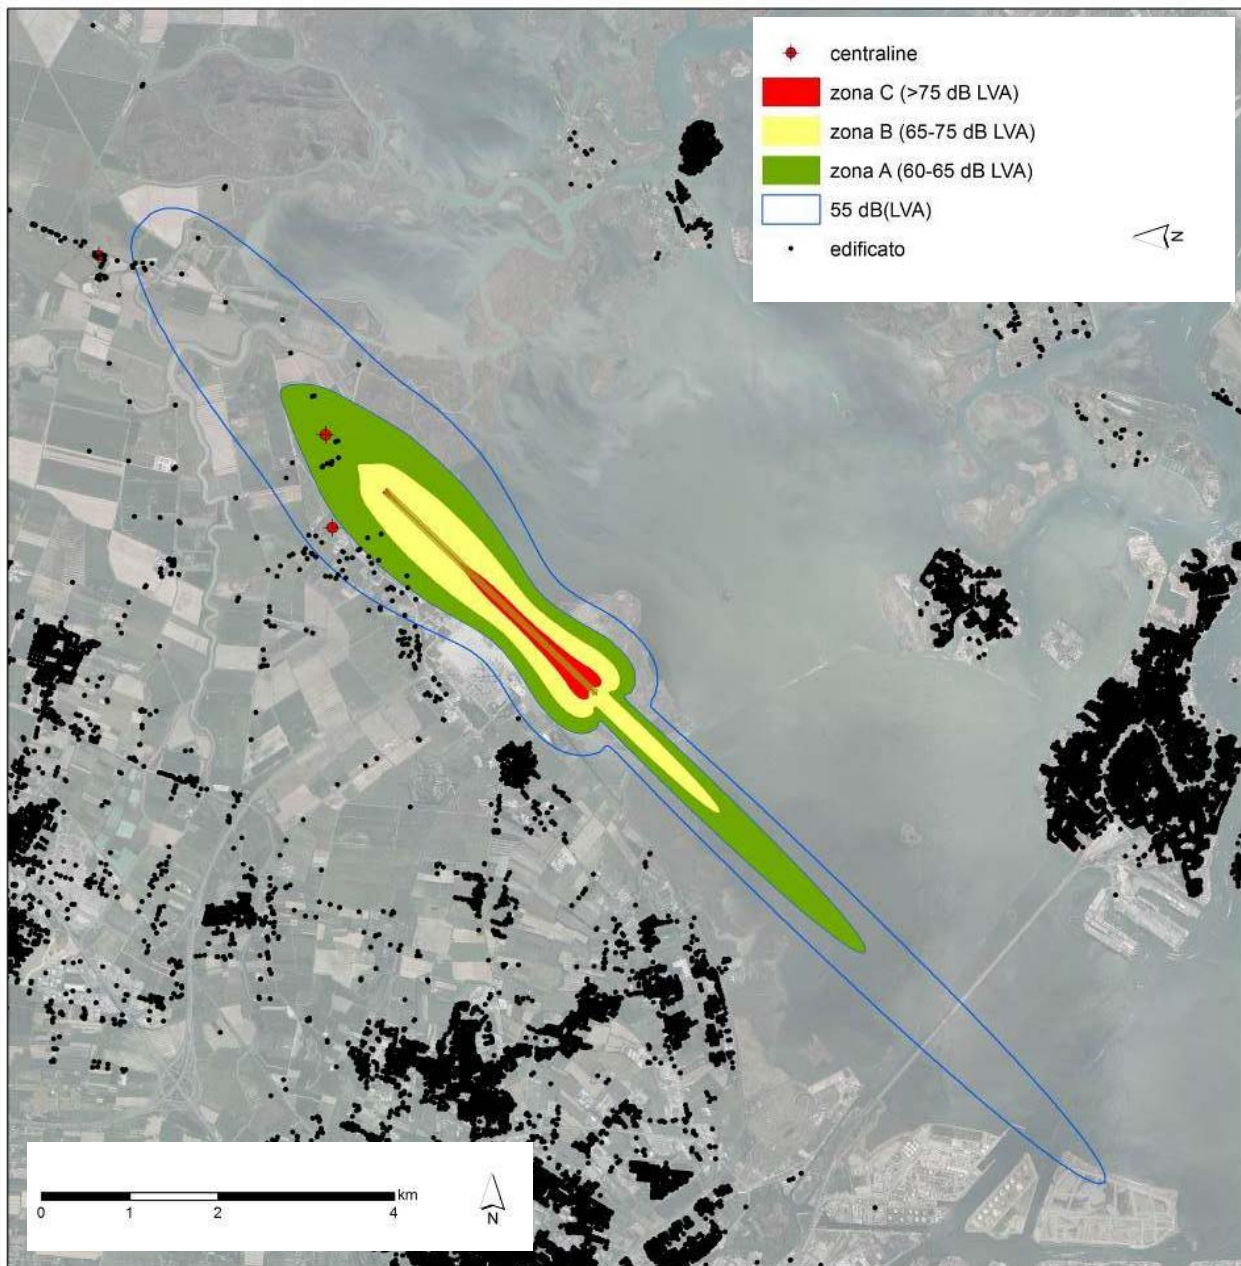 centraline
zona C (>75 dB LVA)
zona B (65-75 dB LVA)
zona A (60-65 dB LVA)
55 dB(LVA)
edificato
N
km
0 1 2 4
N